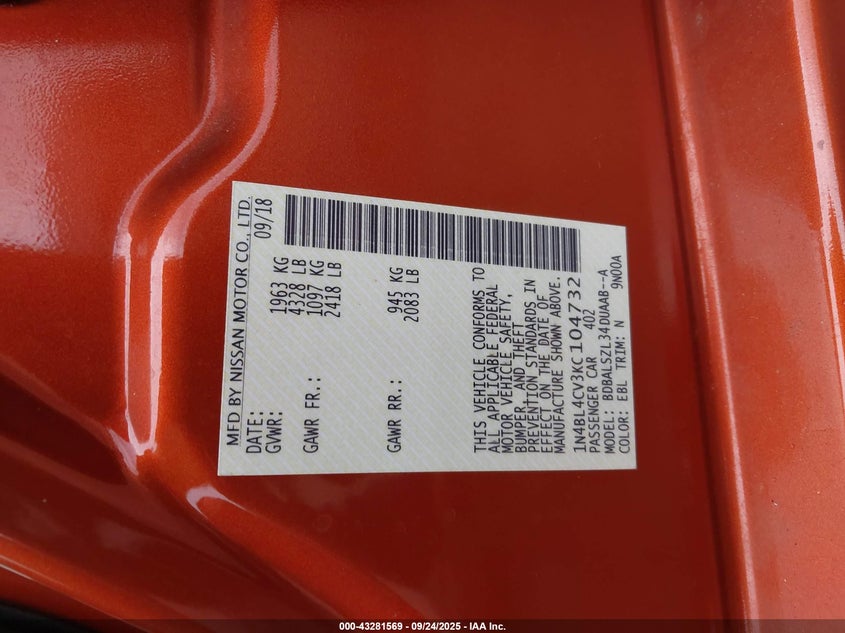 MFD BY NISSAN MOTOR CO., LTD.
DATE: 09/18
GVWR: 1963 KG
4328 LB
GAWR FR.: 1097 KG
2418 LB
GAWR RR.: 945 KG
2083 LB
THIS VEHICLE CONFORMS TO
ALL APPLICABLE FEDERAL
MOTOR VEHICLE SAFETY,
BUMPER, AND THEFT
PREVENTION STANDARDS IN
EFFECT ON THE DATE OF
MANUFACTURE SHOWN ABOVE.
1N4BL4CV3KC104732
PASSENGER CAR 402
MODEL: BDBALSZL34DUAAB--A
COLOR: EBL TRIM: N 9N00A
000-43281569 - 09/24/2025 - IAA Inc.